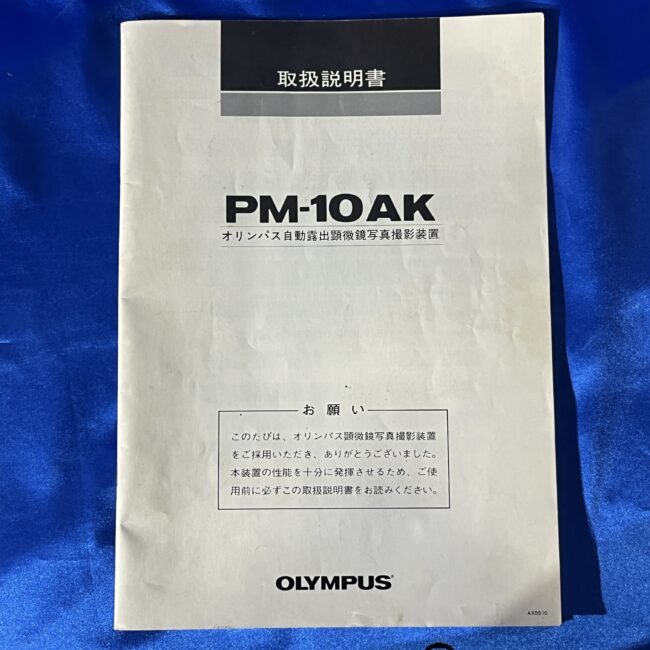 取扱説明書
PM-10AK
オリンパス自動露出顕微鏡写真撮影装置
お願い
このたびは、オリンパス顕微鏡写真撮影装置
をご採用いただき、ありがとうございました。
本装置の性能を十分に発揮させるため、ご使
用前に必ずこの取扱説明書をお読みください。
OLYMPUS®
AX5510